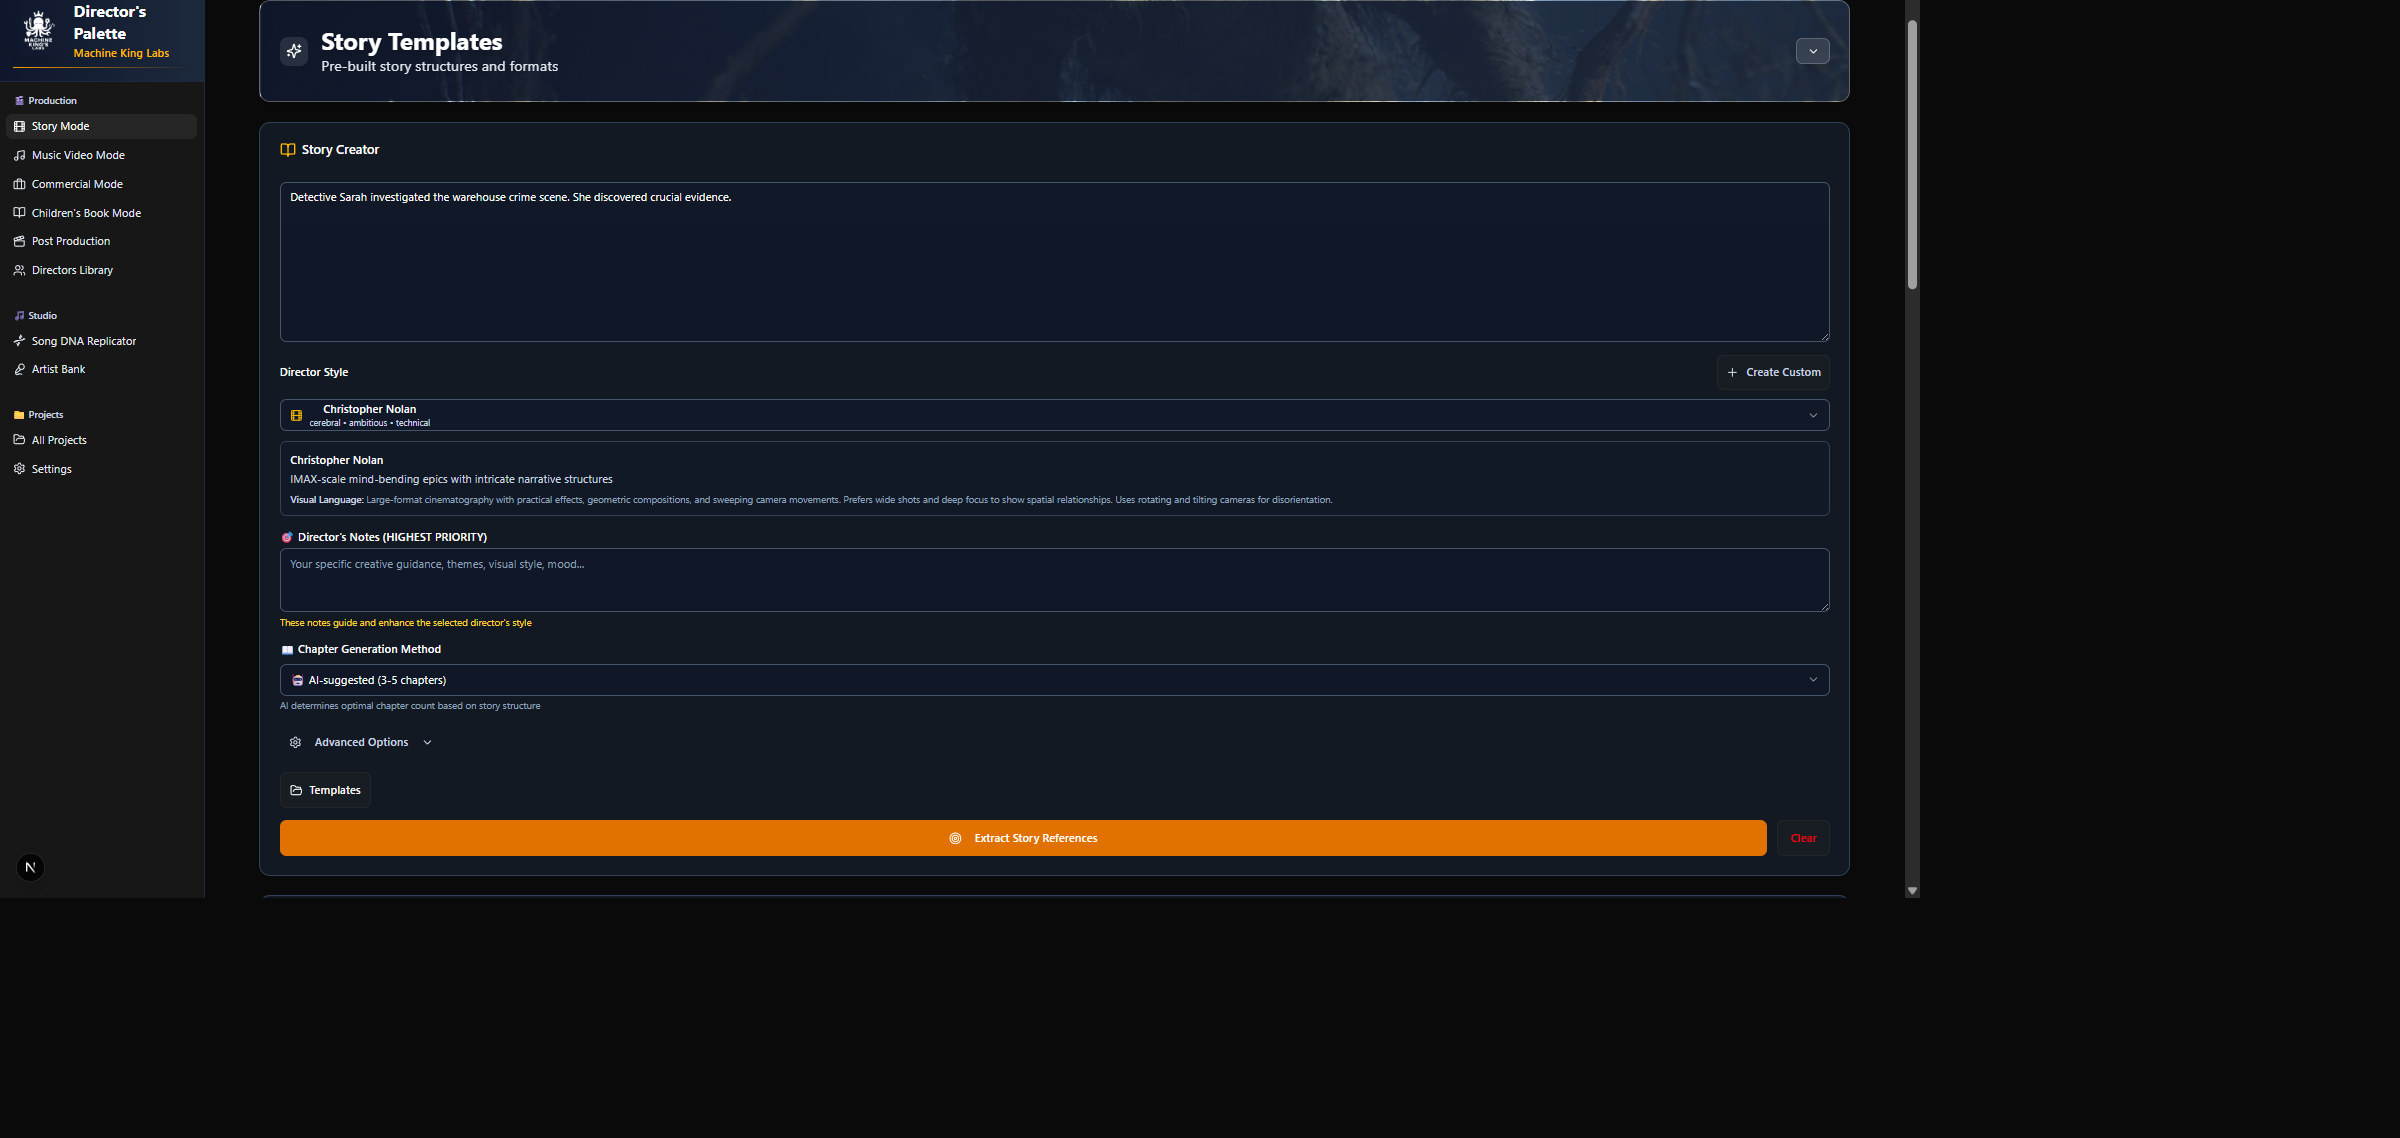 Director's
Palette
Machine King Labs
MACHINE
KING'S
LABS
Production
Story Mode
Music Video Mode
Commercial Mode
Children's Book Mode
Post Production
Directors Library
Studio
Song DNA Replicator
Artist Bank
Projects
All Projects
Settings
N
Story Templates
Pre-built story structures and formats
Story Creator
Detective Sarah investigated the warehouse crime scene. She discovered crucial evidence.
Director Style
Create Custom
Christopher Nolan
cerebral • ambitious • technical
Christopher Nolan
IMAX-scale mind-bending epics with intricate narrative structures
Visual Language: Large-format cinematography with practical effects, geometric compositions, and sweeping camera movements. Prefers wide shots and deep focus to show spatial relationships. Uses rotating and tilting cameras for disorientation.
Director's Notes (HIGHEST PRIORITY)
Your specific creative guidance, themes, visual style, mood...
These notes guide and enhance the selected director's style
Chapter Generation Method
AI-suggested (3-5 chapters)
AI determines optimal chapter count based on story structure
Advanced Options
Templates
Extract Story References
Clear